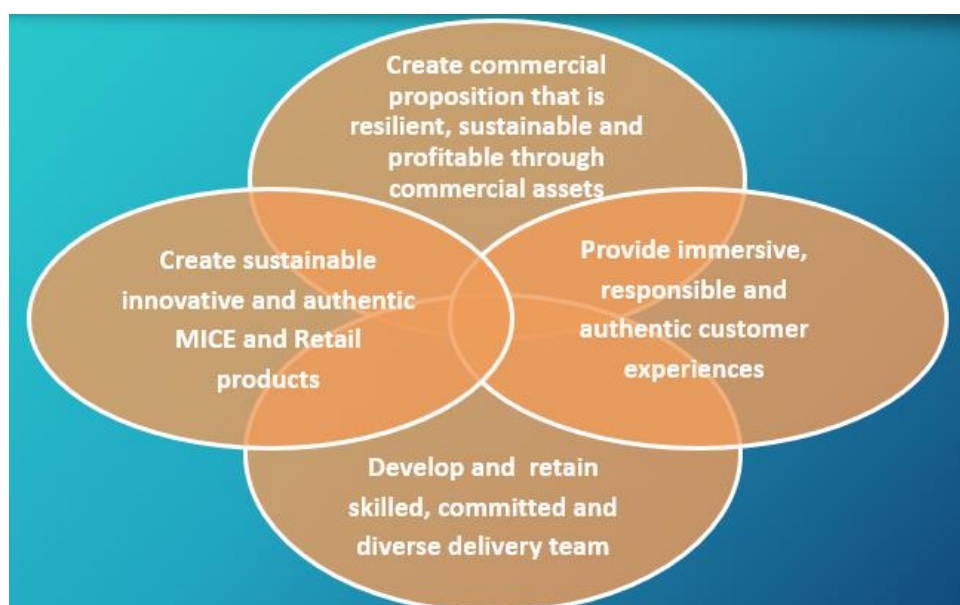 Create commercial
proposition that is
resilient, sustainable and
profitable through
commercial assets
Create sustainable
innovative and authentic
MICE and Retail
products
Provide immersive,
responsible and
authentic customer
experiences
Develop and retain
skilled, committed and
diverse delivery team